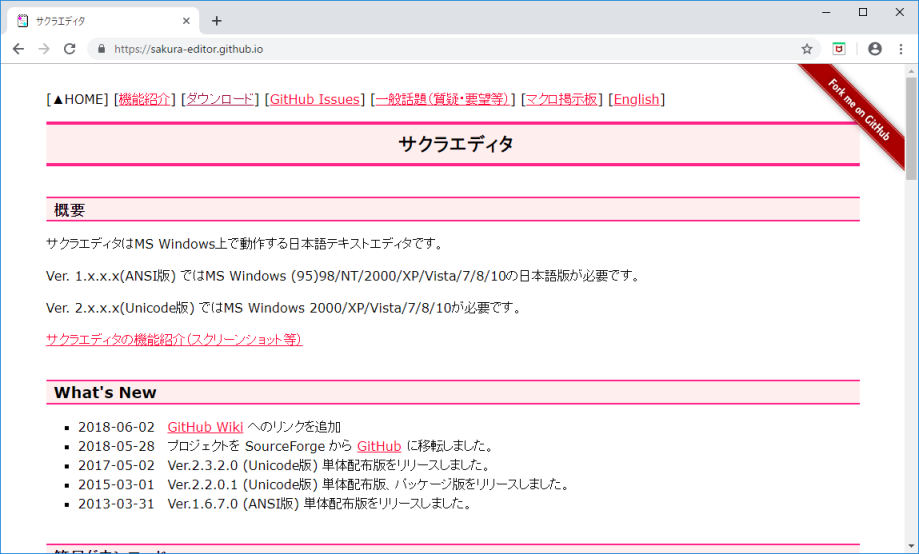 サクラエディタ
https://sakura-editor.github.io
[▲HOME] [機能紹介] [ダウンロード] [GitHub Issues] [一般話題(質疑・要望等)] [マクロ掲示板] [English]
Fork me on GitHub
サクラエディタ
概要
サクラエディタはMS Windows上で動作する日本語テキストエディタです。
Ver. 1.x.x.x(ANSI版) ではMS Windows (95)98/NT/2000/XP/Vista/7/8/10の日本語版が必要です。
Ver. 2.x.x.x(Unicode版) ではMS Windows 2000/XP/Vista/7/8/10が必要です。
サクラエディタの機能紹介(スクリーンショット等)
What's New
2018-06-02 GitHub Wiki へのリンクを追加
2018-05-28 プロジェクトを SourceForge から GitHub に移転しました。
2017-05-02 Ver.2.3.2.0 (Unicode版) 単体配布版をリリースしました。
2015-03-01 Ver.2.2.0.1 (Unicode版) 単体配布版、パッケージ版をリリースしました。
2013-03-31 Ver.1.6.7.0 (ANSI版) 単体配布版をリリースしました。